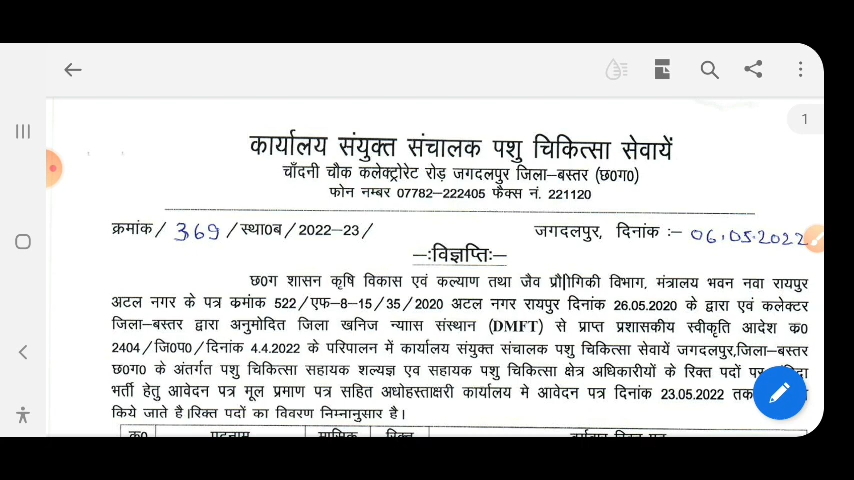 1
कार्यालय संयुक्त संचालक पशु चिकित्सा सेवायें
चाँदनी चौक कलेक्ट्रोरेट रोड़ जगदलपुर जिला–बस्तर (छ0ग0)
फोन नम्बर 07782–222405 फैक्स नं. 221120
क्रमांक / 369 / स्था0ब / 2022–23 / जगदलपुर, दिनांक :– 06.05.2022
–:विज्ञप्तिः–
छ0ग शासन कृषि विकास एवं कल्याण तथा जैव प्रौगिकी विभाग, मंत्रालय भवन नवा रायपुर
अटल नगर के पत्र कमांक 522 / एफ–8–15 / 35 / 2020 अटल नगर रायपुर दिनांक 26.05.2020 के द्वारा एवं कलेक्टर
जिला–बस्तर द्वारा अनुमोदित जिला खनिज न्यास संस्थान (DMFT) से प्राप्त प्रशासकीय स्वीकृति आदेश क0
2404 / जि0प0 / दिनांक 4.4.2022 के परिपालन में कार्यालय संयुक्त संचालक पशु चिकित्सा सेवायें जगदलपुर,जिला–बस्तर
छ0ग0 के अंतर्गत पशु चिकित्सा सहायक शल्यज्ञ एव सहायक पशु चिकित्सा क्षेत्र अधिकारीयों के रिक्त पदों पर
भर्ती हेतु आवेदन पत्र मूल प्रमाण पत्र सहित अधोहस्ताक्षरी कार्यालय मे आवेदन पत्र दिनांक 23.05.2022 तक
किये जाते है।रिक्त पदों का विवरण निम्नानुसार है।
क0 पदनाम मासिक रिक्त